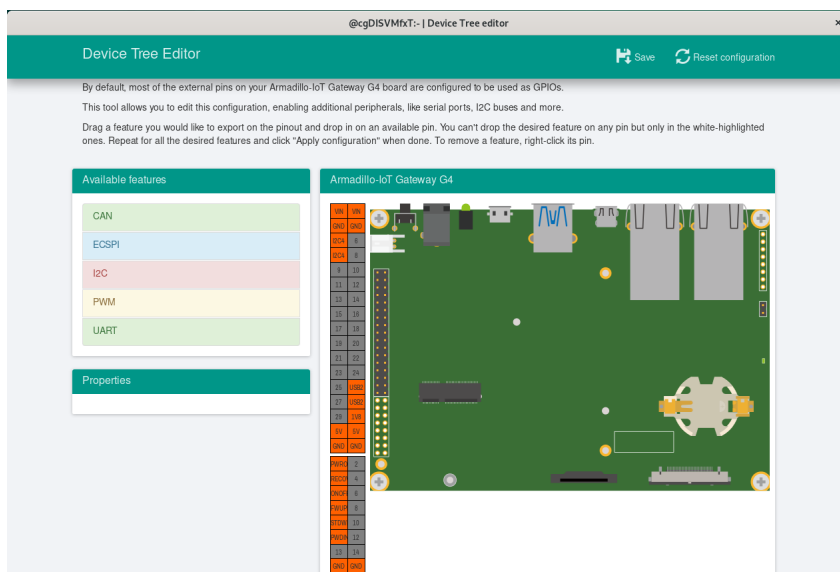 @cgDISVMfxT:~ | Device Tree editor
×
Device Tree Editor
Save
Reset configuration
By default, most of the external pins on your Armadillo-IoT Gateway G4 board are configured to be used as GPIOs.
This tool allows you to edit this configuration, enabling additional peripherals, like serial ports, I2C buses and more.
Drag a feature you would like to export on the pinout and drop in on an available pin. You can't drop the desired feature on any pin but only in the white-highlighted
ones. Repeat for all the desired features and click "Apply configuration" when done. To remove a feature, right-click its pin.
Available features
CAN
ECSPI
I2C
PWM
UART
Properties
Armadillo-IoT Gateway G4
VIN VIN
GND GND
I2C4 6
I2C4 8
9 10
11 12
13 14
15 16
17 18
19 20
21 22
23 24
25 USB2
27 USB2
29 1V8
5V 5V
GND GND
PWRO 2
RECO 4
ONOF 6
FWUP 8
STDW 10
PWDN 12
13 14
GND GND